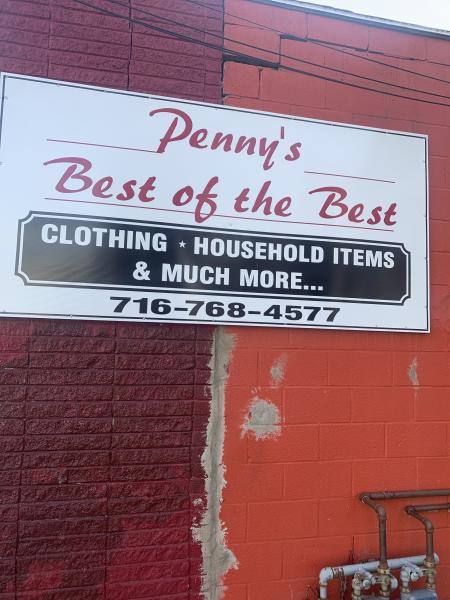 Penny's
Best of the Best
CLOTHING ★ HOUSEHOLD ITEMS
& MUCH MORE...
716-768-4577